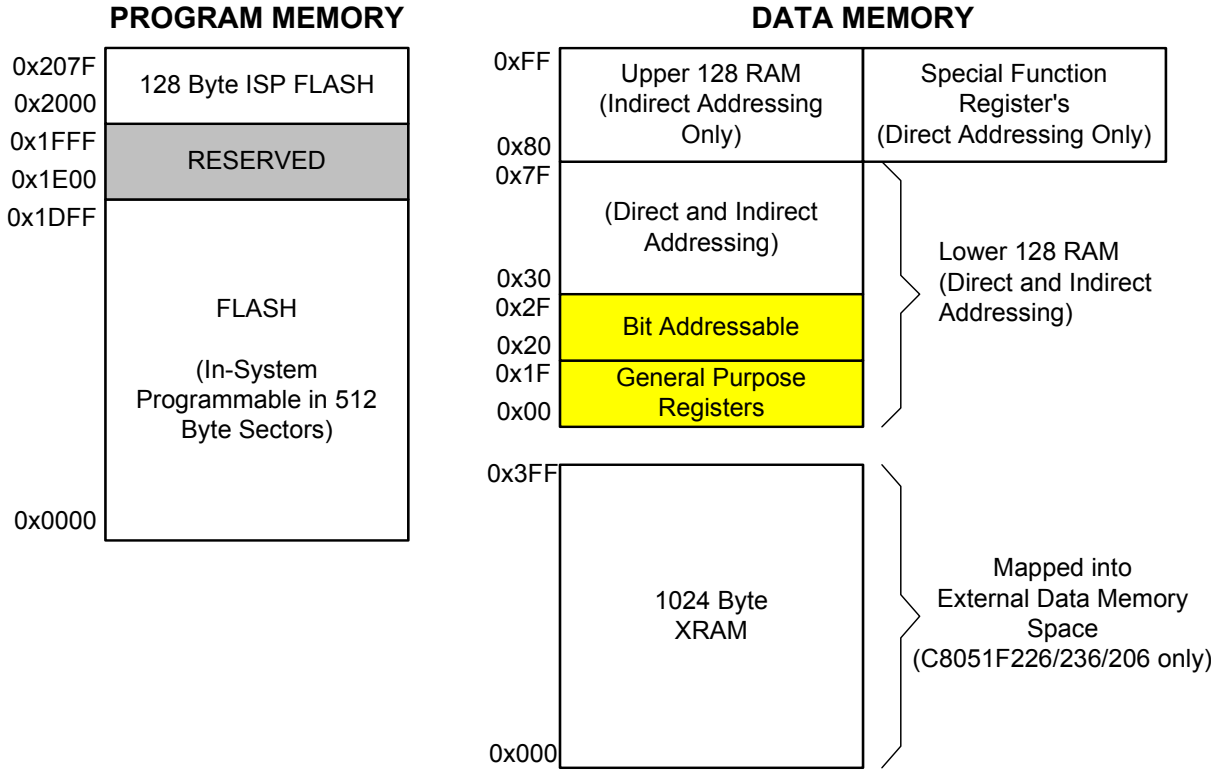 PROGRAM MEMORY
0x207F
128 Byte ISP FLASH
0x2000
0x1FFF
RESERVED
0x1E00
0x1DFF
FLASH
(In-System
Programmable in 512
Byte Sectors)
0x0000
DATA MEMORY
0xFF
Upper 128 RAM
(Indirect Addressing
Only)
0x80
Special Function
Register's
(Direct Addressing Only)
0x7F
(Direct and Indirect
Addressing)
0x30
0x2F
Bit Addressable
0x20
0x1F
General Purpose
Registers
0x00
Lower 128 RAM
(Direct and Indirect
Addressing)
0x3FF
1024 Byte
XRAM
0x000
Mapped into
External Data Memory
Space
(C8051F226/236/206 only)